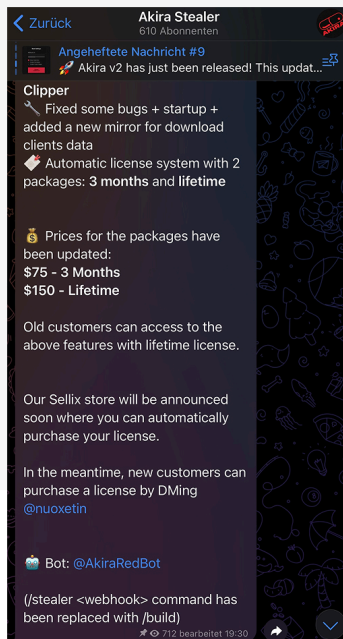 Zurück
Akira Stealer
610 Abonnenten
AKIRA
Angeheftete Nachricht #9
🚀 Akira v2 has just been released! This updat...
Clipper
🔧 Fixed some bugs + startup +
added a new mirror for download
clients data
Automatic license system with 2
packages: 3 months and lifetime
💰 Prices for the packages have
been updated:
$75 - 3 Months
$150 - Lifetime
Old customers can access to the
above features with lifetime license.
Our Sellix store will be announced
soon where you can automatically
purchase your license.
In the meantime, new customers can
purchase a license by DMing
@nuoxetin
🤖 Bot: @AkiraRedBot
(/stealer <webhook> command has
been replaced with /build)
712 bearbeitet 19:30